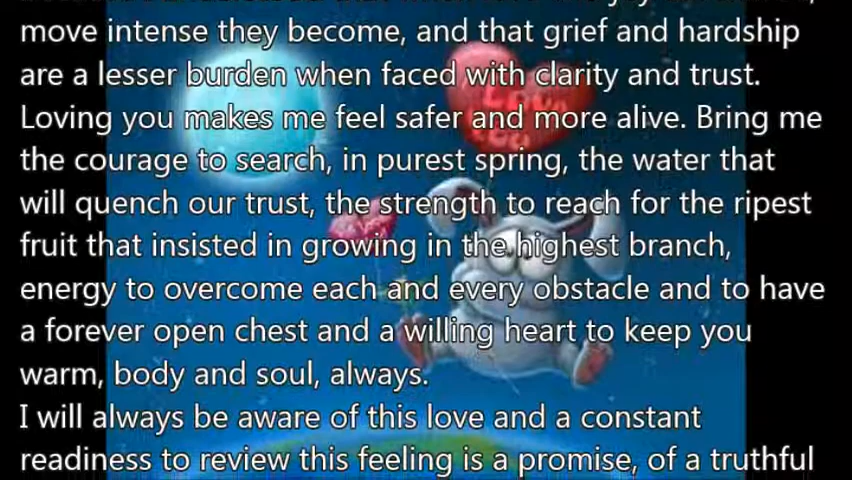 move intense they become, and that grief and hardship
are a lesser burden when faced with clarity and trust.
Loving you makes me feel safer and more alive. Bring me
the courage to search, in purest spring, the water that
will quench our trust, the strength to reach for the ripest
fruit that insisted in growing in the highest branch,
energy to overcome each and every obstacle and to have
a forever open chest and a willing heart to keep you
warm, body and soul, always.
I will always be aware of this love and a constant
readiness to review this feeling is a promise, of a truthful